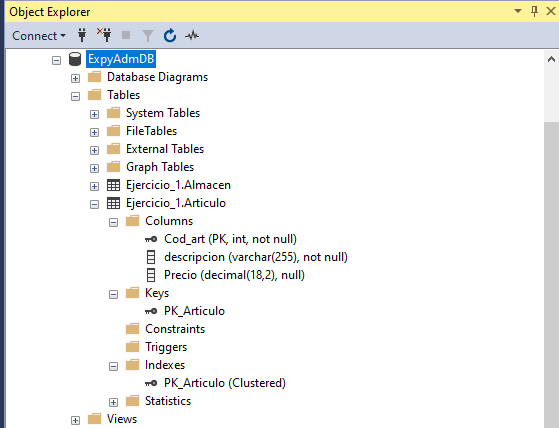 Object Explorer
Connect
ExpyAdmDB
Database Diagrams
Tables
System Tables
FileTables
External Tables
Graph Tables
Ejercicio_1.Almacen
Ejercicio_1.Articulo
Columns
Cod_art (PK, int, not null)
descripcion (varchar(255), not null)
Precio (decimal(18,2), null)
Keys
PK_Articulo
Constraints
Triggers
Indexes
PK_Articulo (Clustered)
Statistics
Views